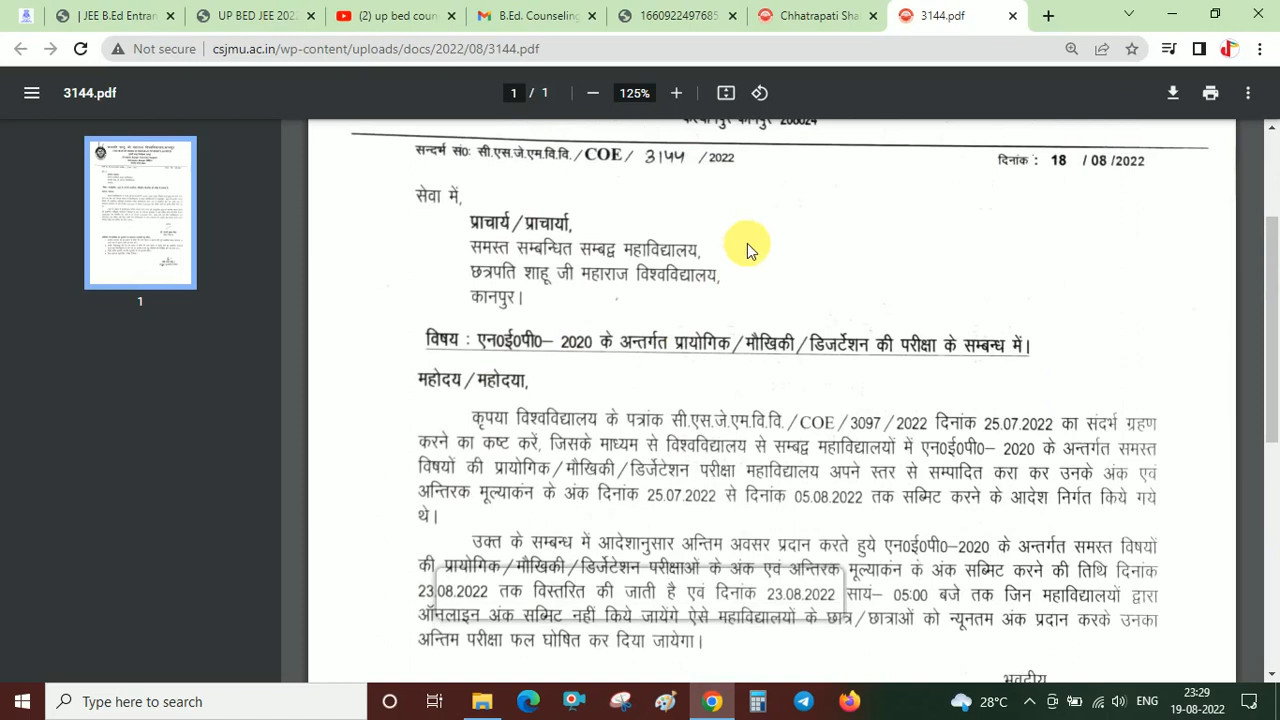 JEE B.Ed Entran
UP BED JEE 2022
(2) up bed coun
B.Ed. Counseling
1660922497685
Chhatrapati Sha
3144.pdf
Not secure
csjmu.ac.in/wp-content/uploads/docs/2022/08/3144.pdf
3144.pdf
1 / 1
125%
कल्यानपुर कानपुर 208024
सन्दर्भ सं0: सी.एस.जे.एम.वि.वि./COE/ 3144 /2022
दिनांक : 18 /08 /2022
सेवा में,
प्राचार्य/प्राचार्या,
समस्त सम्बन्धित सम्बद्व महाविद्यालय,
छत्रपति शाहू जी महाराज विश्वविद्यालय,
कानपुर।
विषय : एन0ई0पी0– 2020 के अन्तर्गत प्रायोगिक/मौखिकी/डिजर्टेशन की परीक्षा के सम्बन्ध में।
महोदय/महोदया,
कृपया विश्वविद्यालय के पत्रांक सी.एस.जे.एम.वि.वि./COE/3097/2022 दिनांक 25.07.2022 का संदर्भ ग्रहण
करने का कष्ट करें, जिसके माध्यम से विश्वविद्यालय से सम्बद्व महाविद्यालयों में एन0ई0पी0– 2020 के अन्तर्गत समस्त
विषयों की प्रायोगिक/मौखिकी/डिर्जेटेशन परीक्षा महाविद्यालय अपने स्तर से सम्पादित करा कर उनके अंक एवं
अन्तिरक मूल्याकंन के अंक दिनांक 25.07.2022 से दिनांक 05.08.2022 तक सब्मिट करने के आदेश निर्गत किये गये
थे।
उक्त के सम्बन्ध में आदेशानुसार अन्तिम अवसर प्रदान करते हुये एन0ई0पी0–2020 के अन्तर्गत समस्त विषयों
की प्रायोगिक/मौखिकी/डिर्जेटेशन परीक्षाओं के अंक एवं अन्तिरक मूल्याकंन के अंक सब्मिट करने की तिथि दिनांक
23.08.2022 तक विस्तरित की जाती है एवं दिनांक 23.08.2022 सायं– 05:00 बजे तक जिन महाविद्यालयों द्वारा
ऑनलाइन अंक सब्मिट नहीं किये जायेंगे ऐसे महाविद्यालयों के छात्र/छात्राओं को न्यूनतम अंक प्रदान करके उनका
अन्तिम परीक्षा फल घोषित कर दिया जायेगा।
भवदीय
1
Type here to search
28°C
ENG
23:29
19-08-2022